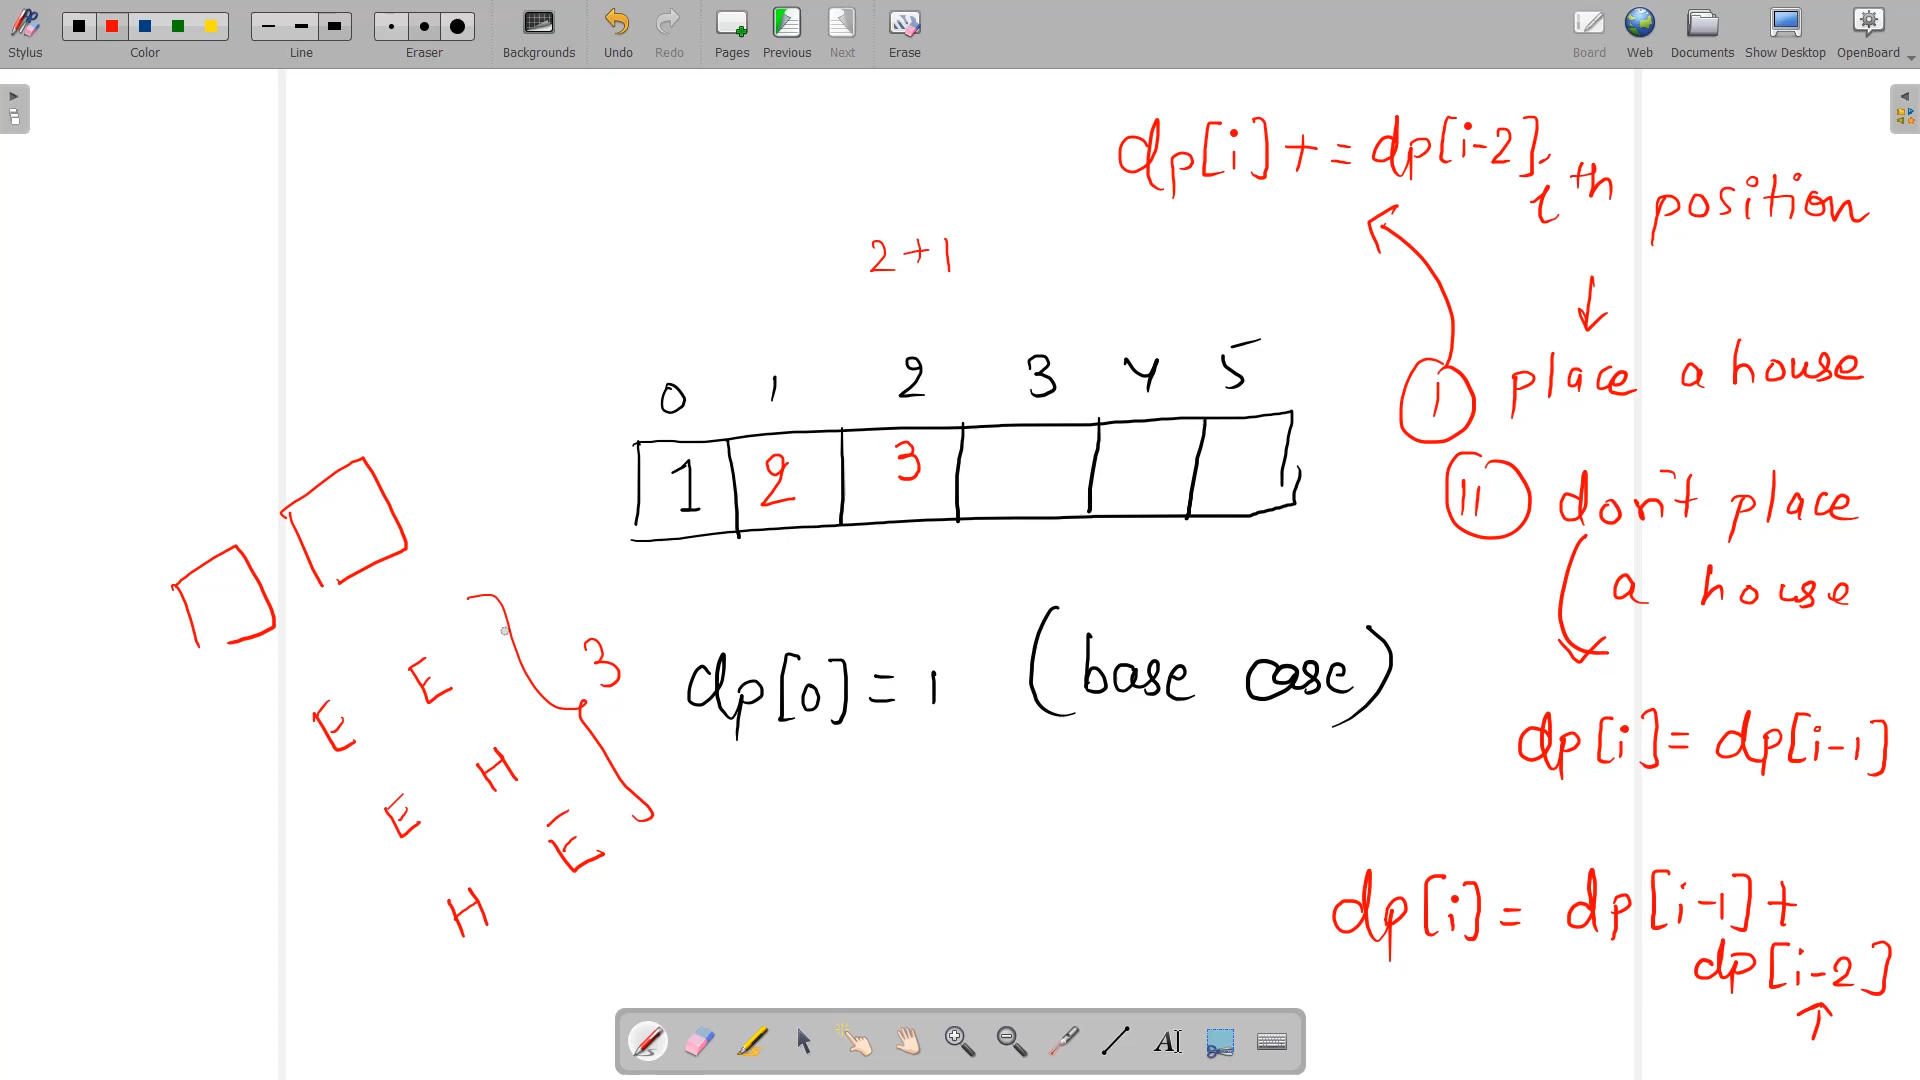 Stylus
Color
Line
Eraser
Backgrounds
Undo
Redo
Pages
Previous
Next
Erase
Board
Web
Documents
Show Desktop
OpenBoard
dp[i] += dp[i-2]
ith position
2+1
place a house
I
0 1 2 3 4 5
1 2 3
II don't place
a house
3
dp[0] = 1 (base case)
E E
E H
H E
dp[i] = dp[i-1]
dp[i] = dp[i-1] +
dp[i-2]